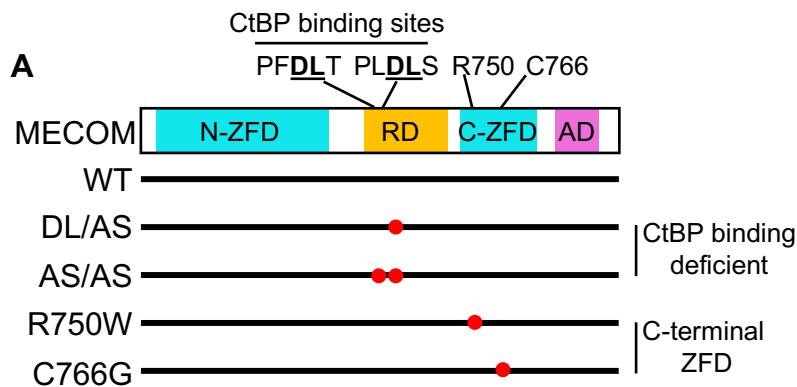 CtBP binding sites
A
PFDLT PLDLS R750 C766
MECOM N-ZFD RD C-ZFD AD
WT
DL/AS
AS/AS
CtBP binding
deficient
R750W
C766G
C-terminal
ZFD